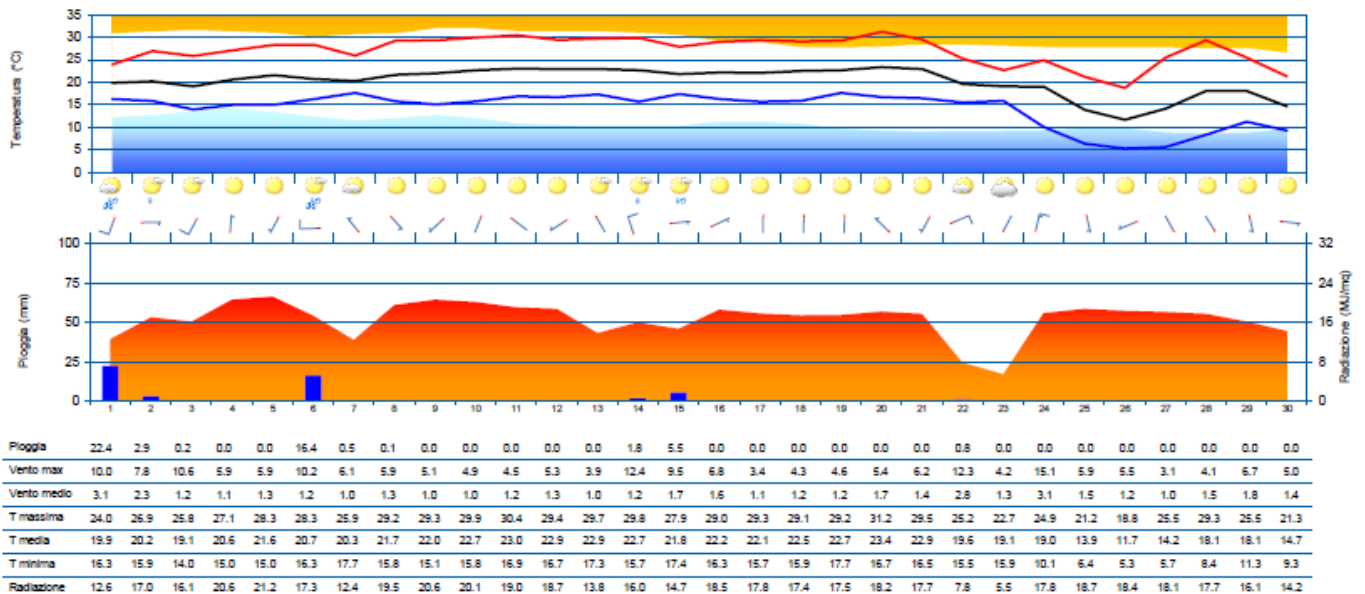 35
30
25
20
15
10
5
0
Temperatura (°C)
100
75
50
25
0
Pioggia (mm)
32
24
16
8
0
Radiazione (MJ/mq)
1 2 3 4 5 6 7 8 9 10 11 12 13 14 15 16 17 18 19 20 21 22 23 24 25 26 27 28 29 30
Pioggia 22.4 2.9 0.2 0.0 0.0 16.4 0.5 0.1 0.0 0.0 0.0 0.0 0.0 1.8 5.5 0.0 0.0 0.0 0.0 0.0 0.0 0.8 0.0 0.0 0.0 0.0 0.0 0.0 0.0 0.0
Vento max 10.0 7.8 10.6 5.9 5.9 10.2 6.1 5.9 5.1 4.9 4.5 5.3 3.9 12.4 9.5 6.8 3.4 4.3 4.6 5.4 6.2 12.3 4.2 15.1 5.9 5.5 3.1 4.1 6.7 5.0
Vento medio 3.1 2.3 1.2 1.1 1.3 1.2 1.0 1.3 1.0 1.0 1.2 1.3 1.0 1.2 1.7 1.6 1.1 1.2 1.2 1.7 1.4 2.8 1.3 3.1 1.5 1.2 1.0 1.5 1.8 1.4
T massima 24.0 26.9 25.8 27.1 28.3 28.3 25.9 29.2 29.3 29.9 30.4 29.4 29.7 29.8 27.9 29.0 29.3 29.1 29.2 31.2 29.5 25.2 22.7 24.9 21.2 18.8 25.5 29.3 25.5 21.3
T media 19.9 20.2 19.1 20.6 21.6 20.7 20.3 21.7 22.0 22.7 23.0 22.9 22.9 22.7 21.8 22.2 22.1 22.5 22.7 23.4 22.9 19.6 19.1 19.0 13.9 11.7 14.2 18.1 18.1 14.7
T minima 16.3 15.9 14.0 15.0 15.0 16.3 17.7 15.8 15.1 15.8 16.9 16.7 17.3 15.7 17.4 16.3 15.7 15.9 17.7 16.7 16.5 15.5 15.9 10.1 6.4 5.3 5.7 8.4 11.3 9.3
Radiazione 12.6 17.0 16.1 20.6 21.2 17.3 12.4 19.5 20.6 20.1 19.0 18.7 13.8 16.0 14.7 18.5 17.8 17.4 17.5 18.2 17.7 7.8 5.5 17.8 18.7 18.4 18.1 17.7 16.1 14.2